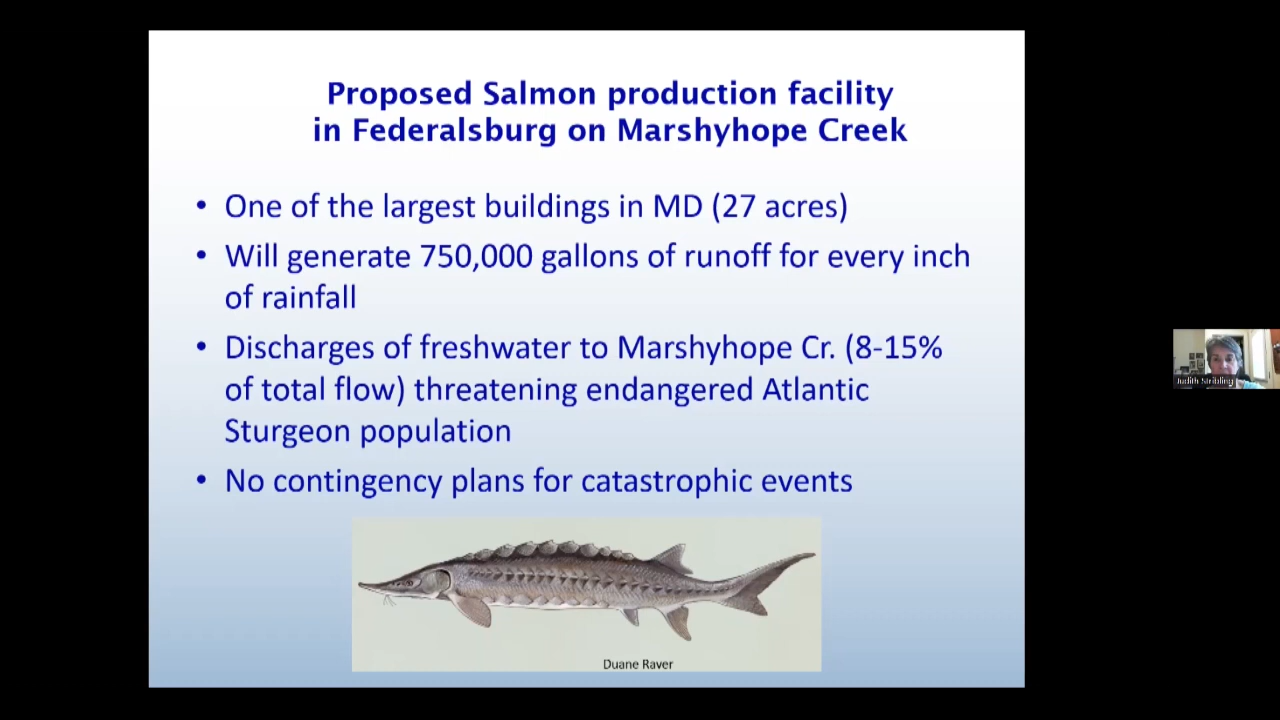 Proposed Salmon production facility
in Federalsburg on Marshyhope Creek
• One of the largest buildings in MD (27 acres)
• Will generate 750,000 gallons of runoff for every inch
of rainfall
• Discharges of freshwater to Marshyhope Cr. (8-15%
of total flow) threatening endangered Atlantic
Sturgeon population
• No contingency plans for catastrophic events
Duane Raver
Judith Stribling